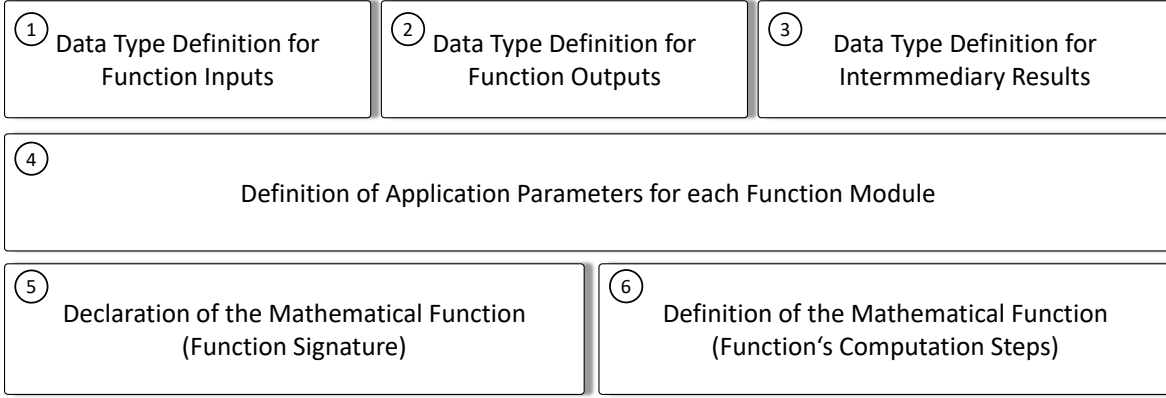 1
Data Type Definition for
Function Inputs
2
Data Type Definition for
Function Outputs
3
Data Type Definition for
Intermmediary Results
4
Definition of Application Parameters for each Function Module
5
Declaration of the Mathematical Function
(Function Signature)
6
Definition of the Mathematical Function
(Function‘s Computation Steps)